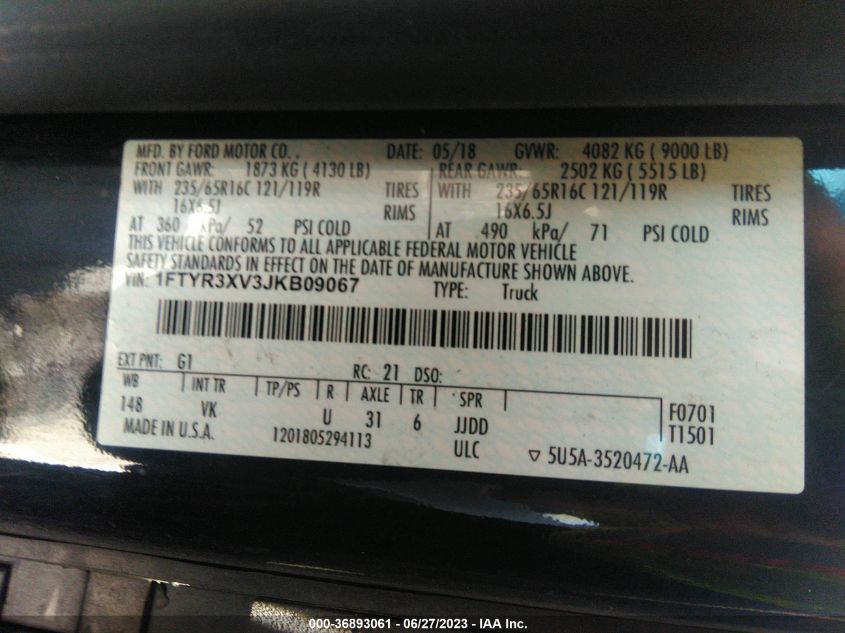 MFD. BY FORD MOTOR CO. . DATE: 05/18 GVWR: 4082 KG ( 9000 LB)
FRONT GAWR: 1873 KG ( 4130 LB) REAR GAWR: 2502 KG ( 5515 LB)
WITH 235/65R16C 121/119R TIRES WITH 235/65R16C 121/119R TIRES
16X6.5J RIMS 16X6.5J RIMS
AT 360 kPa/ 52 PSI COLD AT 490 kPa/ 71 PSI COLD
THIS VEHICLE CONFORMS TO ALL APPLICABLE FEDERAL MOTOR VEHICLE
SAFETY STANDARDS IN EFFECT ON THE DATE OF MANUFACTURE SHOWN ABOVE.
VIN: 1FTYR3XV3JKB09067 TYPE: Truck
EXT PNT: G1 RC: 21 DSO:
WB INT TR TP/PS R AXLE TR SPR F0701
148 VK U 31 6 JJDD T1501
MADE IN U.S.A. 1201805294113 ULC ▽ 5U5A-3520472-AA
000-36893061 - 06/27/2023 - IAA Inc.